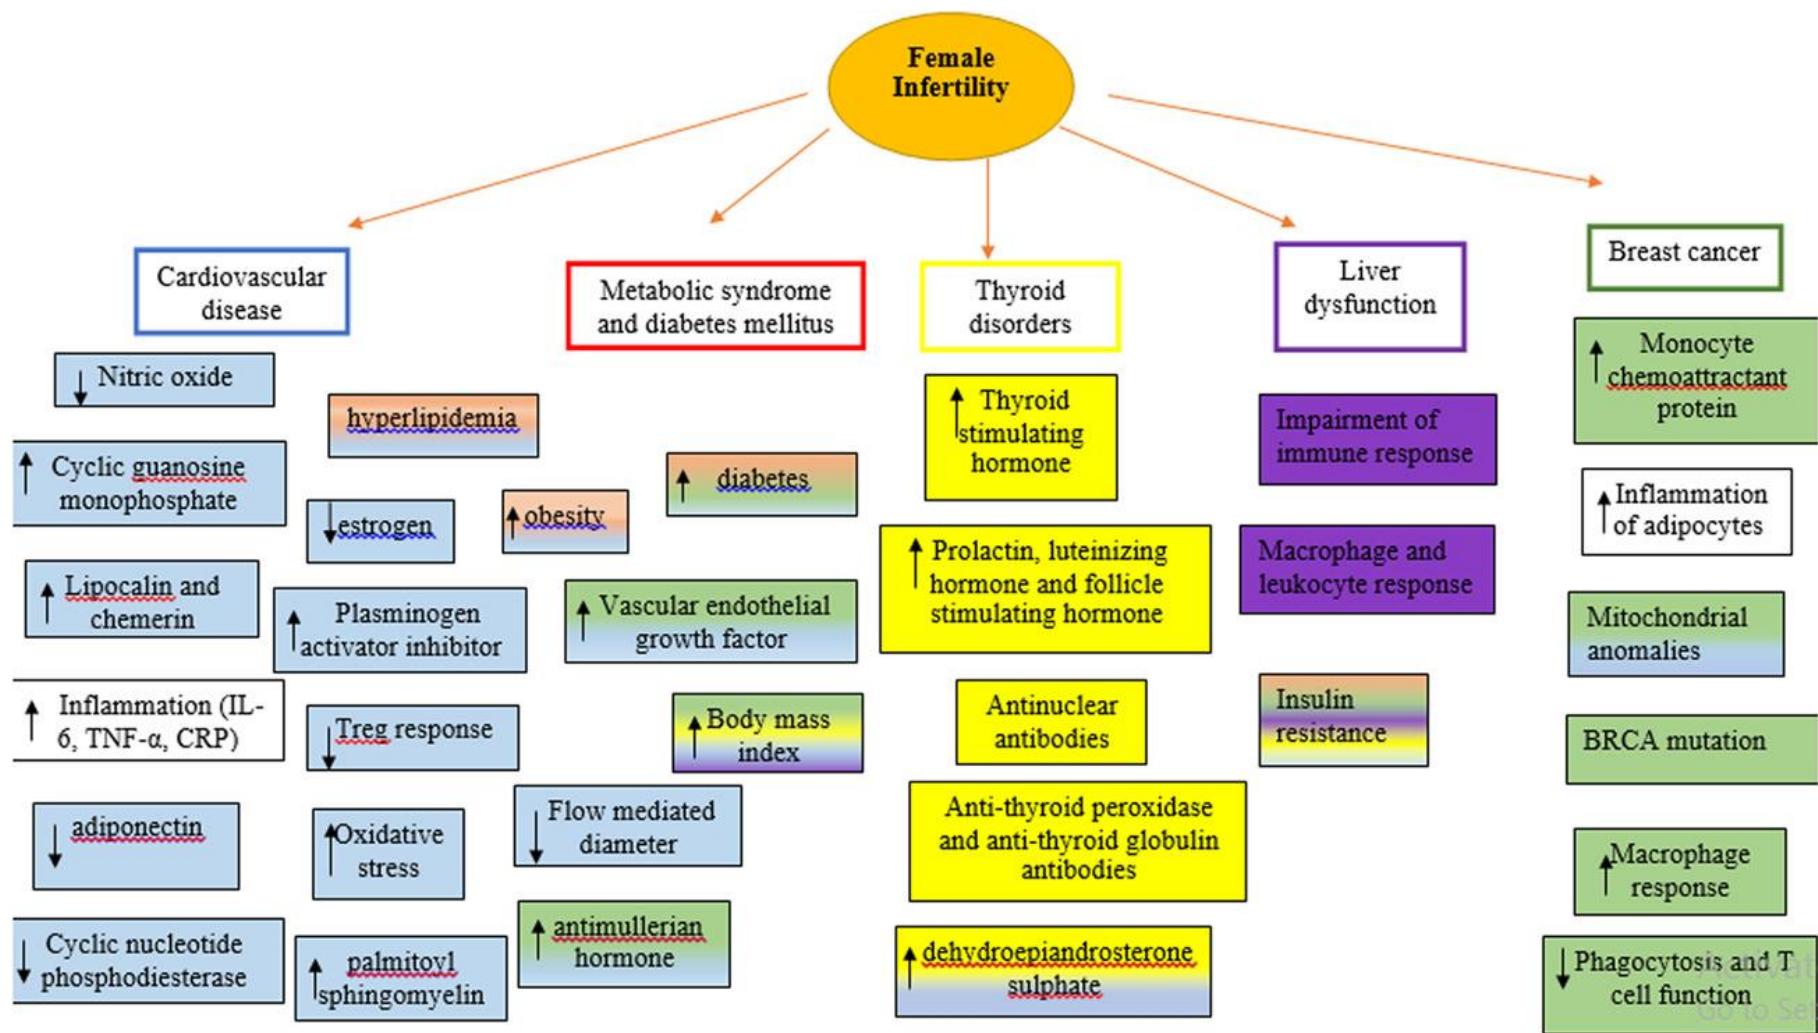 Female
Infertility
Cardiovascular
disease
Metabolic syndrome
and diabetes mellitus
Thyroid
disorders
Liver
dysfunction
Breast cancer
↓ Nitric oxide
↑ Cyclic guanosine
monophosphate
↑ Lipocalin and
chemerin
↑ Inflammation (IL-
6, TNF-α, CRP)
↓ adiponectin
↓ Cyclic nucleotide
phosphodiesterase
hyperlipidemia
↓ estrogen
↑ Plasminogen
activator inhibitor
↓ Treg response
↑ Oxidative
stress
↑ palmitoyl
sphingomyelin
↑ obesity
↑ diabetes
↑ Vascular endothelial
growth factor
↑ Body mass
index
↓ Flow mediated
diameter
↑ antimullerian
hormone
↑ Thyroid
stimulating
hormone
↑ Prolactin, luteinizing
hormone and follicle
stimulating hormone
Antinuclear
antibodies
Anti-thyroid peroxidase
and anti-thyroid globulin
antibodies
↑ dehydroepiandrosterone
sulphate
Impairment of
immune response
Macrophage and
leukocyte response
Insulin
resistance
↑ Monocyte
chemoattractant
protein
↑ Inflammation
of adipocytes
Mitochondrial
anomalies
BRCA mutation
↑ Macrophage
response
↓ Phagocytosis and T
cell function
Activat
Go to Se